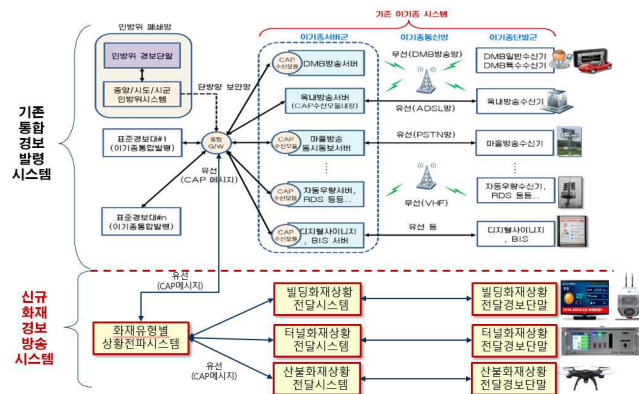 기존 이기종 시스템
민방위 폐쇄망
이기종서버군
이기종통신망
이기종단말군
민방위 경보단말
중앙/시도/시군
민방위시스템
단방향 보안망
CAP
수신모듈
DMB방송서버
무선(DMB방송망)
DMB일반수신기
DMB특수수신기
옥내방송서버
(CAP수신모듈내장)
유선(ADSL망)
옥내방송수신기
기존
통합
경보
발령
시스템
표준경보대#1
(이기종통합발령)
통합
G/W
유선
(CAP 메시지)
CAP
수신모듈
마을방송
동시통보서버
유선(PSTN망)
마을방송수신기
CAP
수신모듈
자동우량서버,
RDS 등등..
무선(VHF)
자동우량수신기,
RDS 등등..
표준경보대#n
(이기종통합발령)
CAP
수신모듈
디지털사이니지
, BIS 서버
유선 등
디지털사이니지
, BIS
신규
화재
경보
방송
시스템
유선
(CAP메시지)
화재유형별
상황전파시스템
유선
(CAP메시지)
빌딩화재상황
전달시스템
빌딩화재상황
전달경보단말
터널화재상황
전달시스템
터널화재상황
전달경보단말
산불화재상황
전달시스템
산불화재상황
전달경보단말